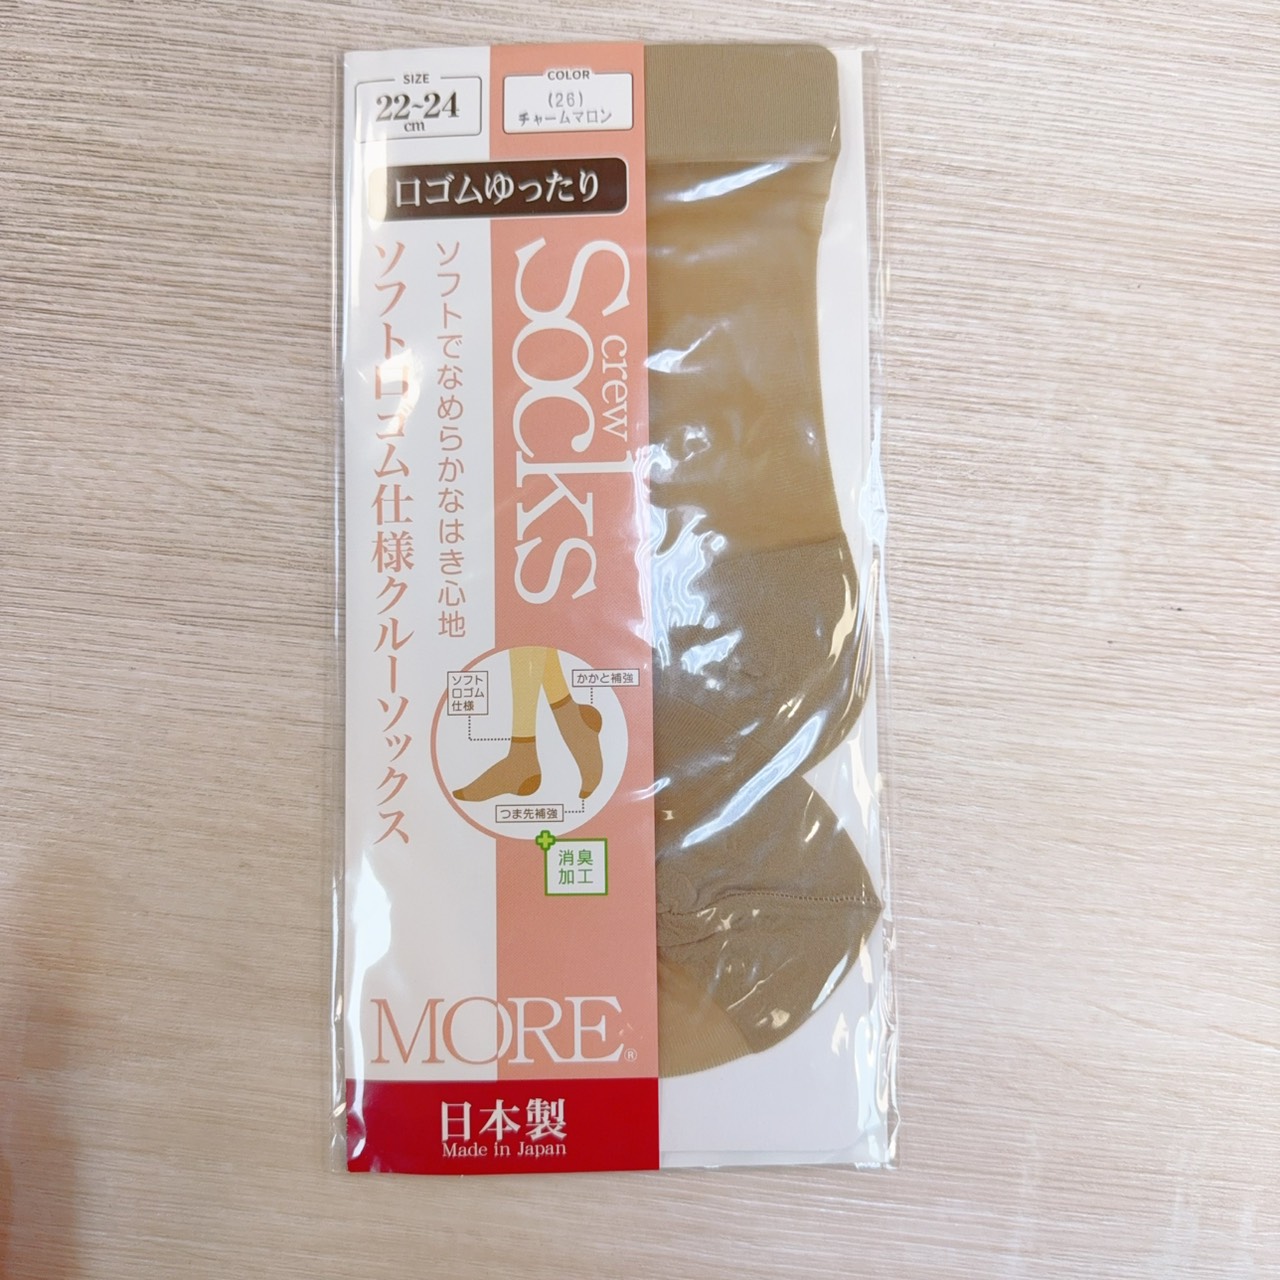 SIZE
22~24
cm
COLOR
(26)
チャームマロン
口ゴムゆったり
Socks
crew
ソフトでなめらかなはき心地
ソフト口ゴム仕様クルーソックス
ソフト
口ゴム
仕様
かかと補強
つま先補強
消臭
加工
MORE®
日本製
Made in Japan